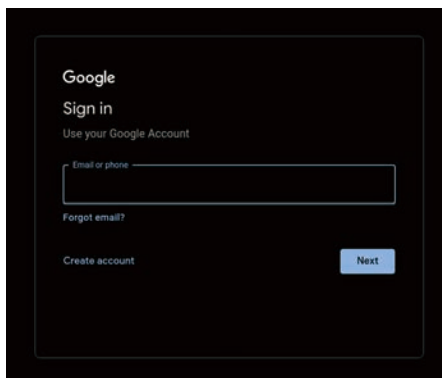 Google
Sign in
Use your Google Account
Email or phone
Forgot email?
Create account
Next